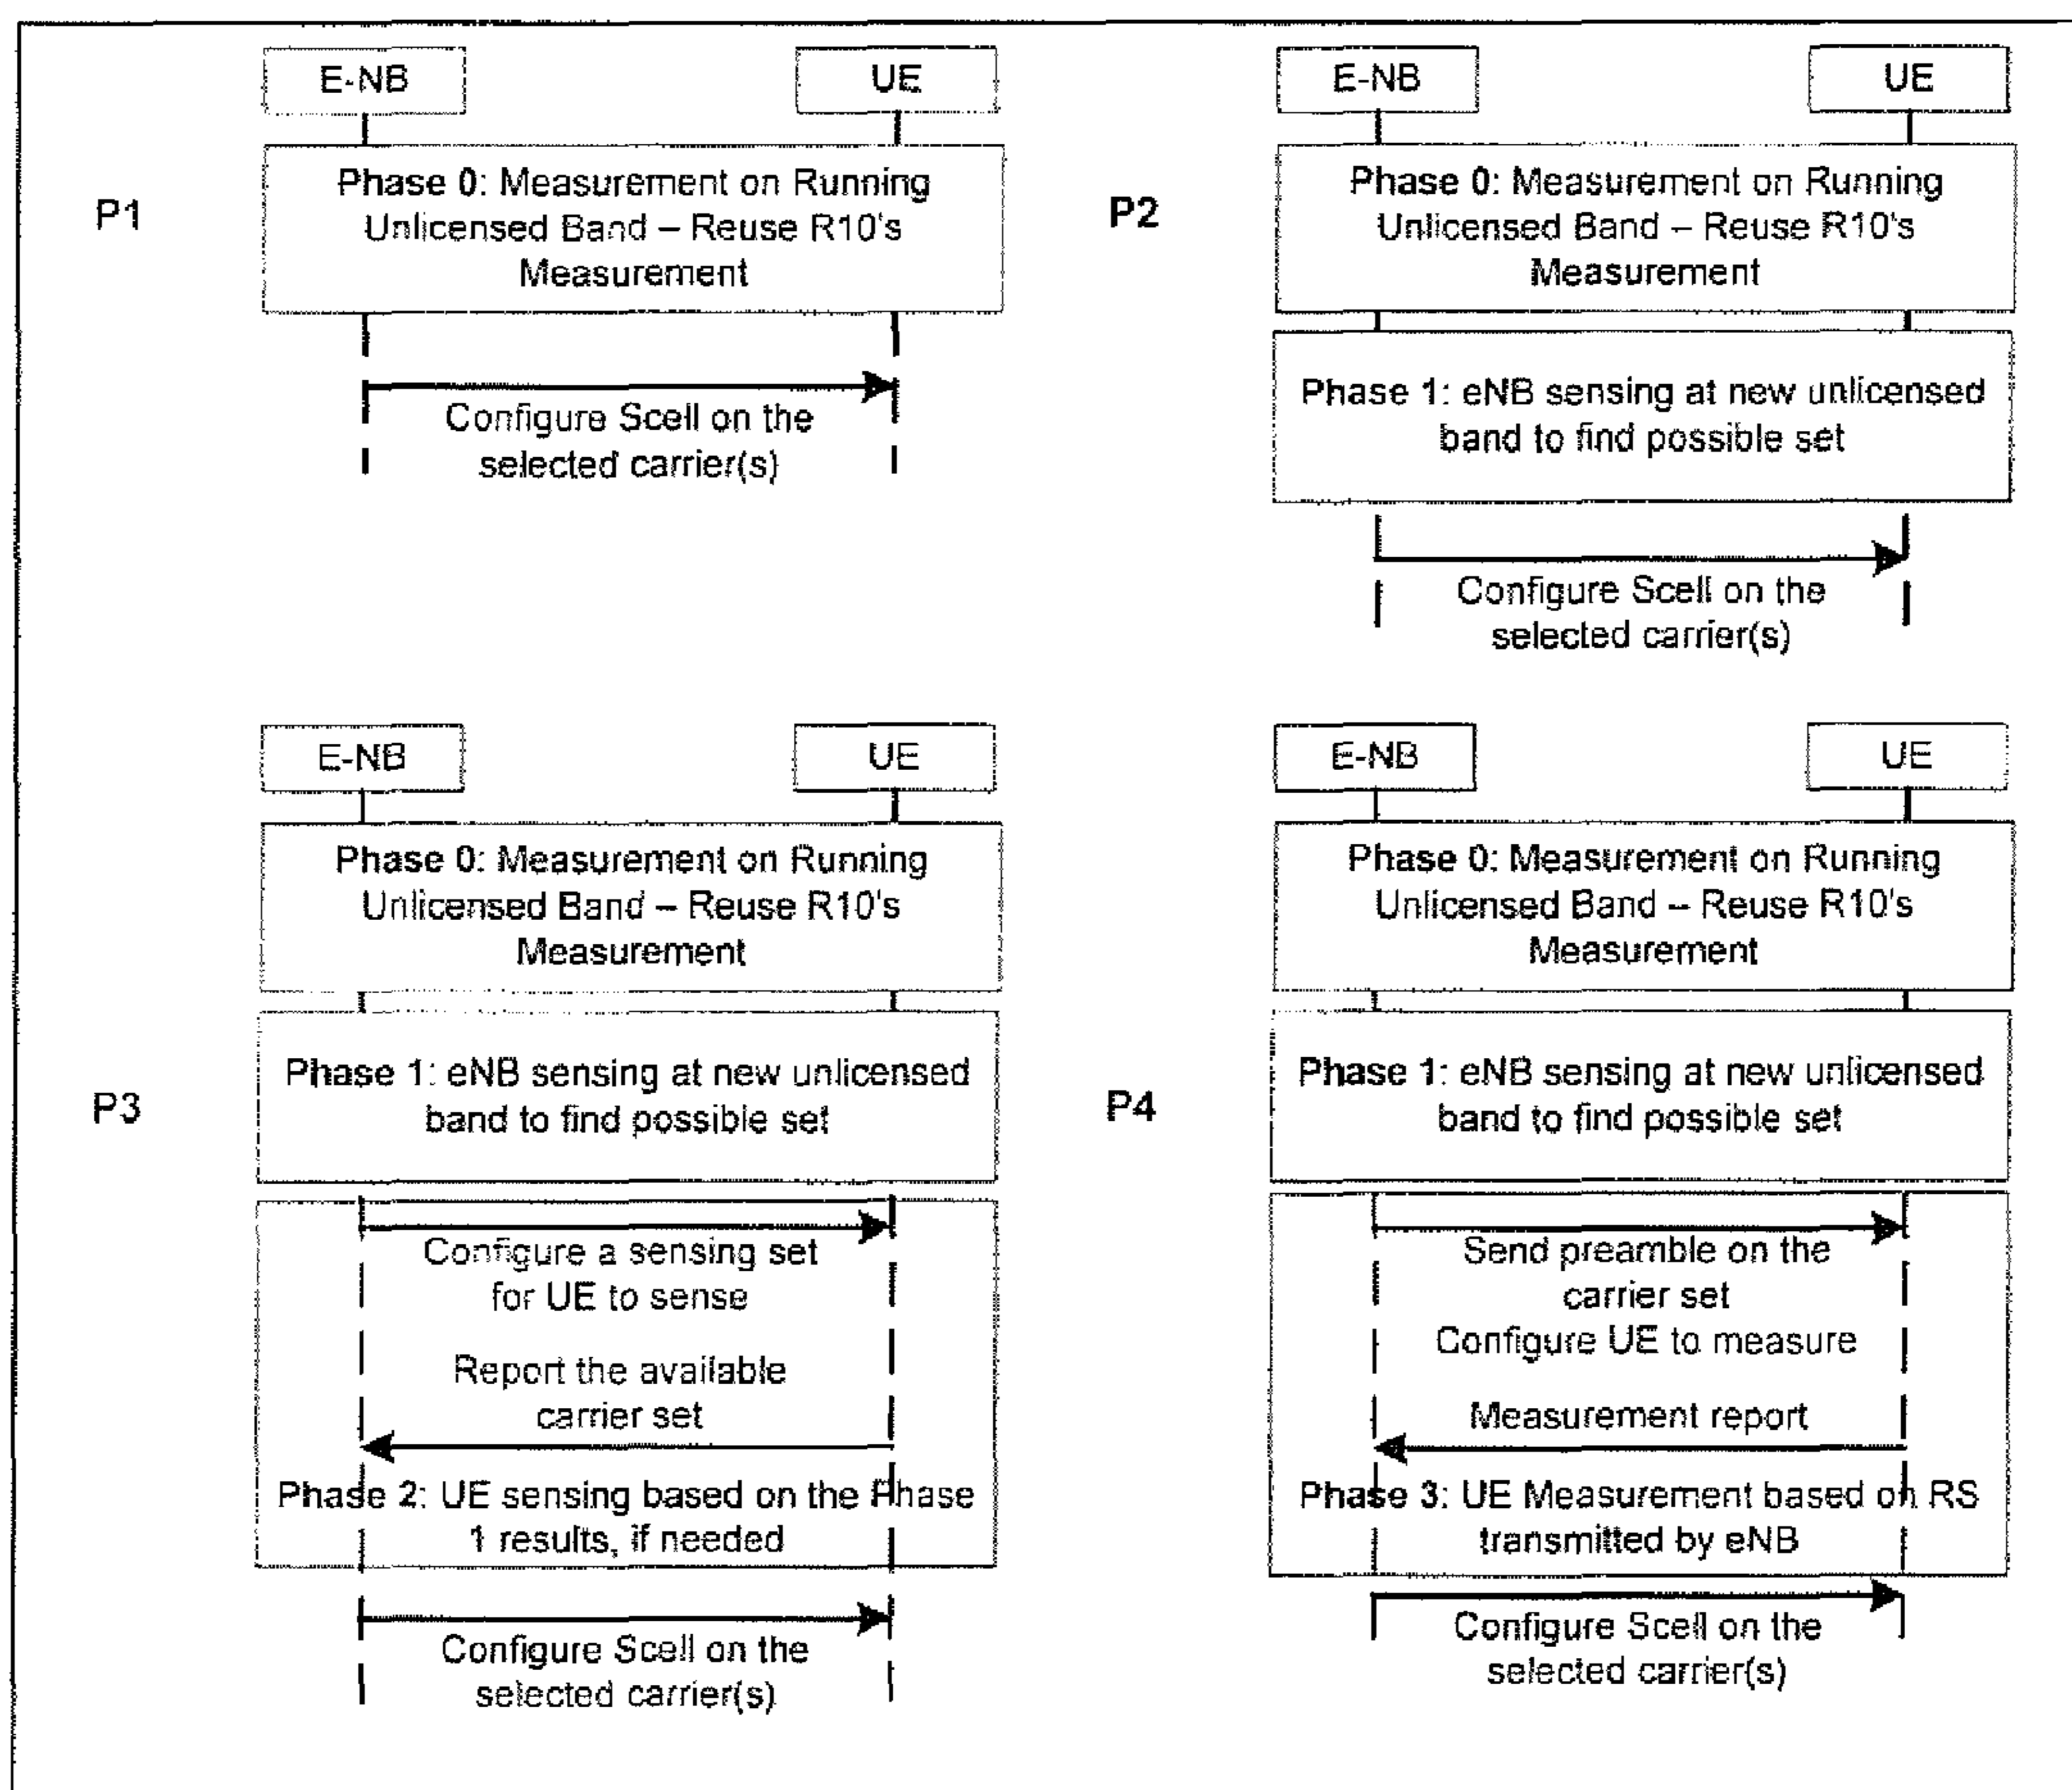 E-NB
UE
P1
Phase 0: Measurement on Running
Unlicensed Band – Reuse R10's
Measurement
Configure Scell on the
selected carrier(s)
E-NB
UE
P2
Phase 0: Measurement on Running
Unlicensed Band – Reuse R10's
Measurement
Phase 1: eNB sensing at new unlicensed
band to find possible set
Configure Scell on the
selected carrier(s)
E-NB
UE
P3
Phase 0: Measurement on Running
Unlicensed Band – Reuse R10's
Measurement
Phase 1: eNB sensing at new unlicensed
band to find possible set
Configure a sensing set
for UE to sense
Report the available
carrier set
Phase 2: UE sensing based on the Phase
1 results, if needed
Configure Scell on the
selected carrier(s)
E-NB
UE
P4
Phase 0: Measurement on Running
Unlicensed Band – Reuse R10's
Measurement
Phase 1: eNB sensing at new unlicensed
band to find possible set
Send preamble on the
carrier set
Configure UE to measure
Measurement report
Phase 3: UE Measurement based on RS
transmitted by eNB
Configure Scell on the
selected carrier(s)